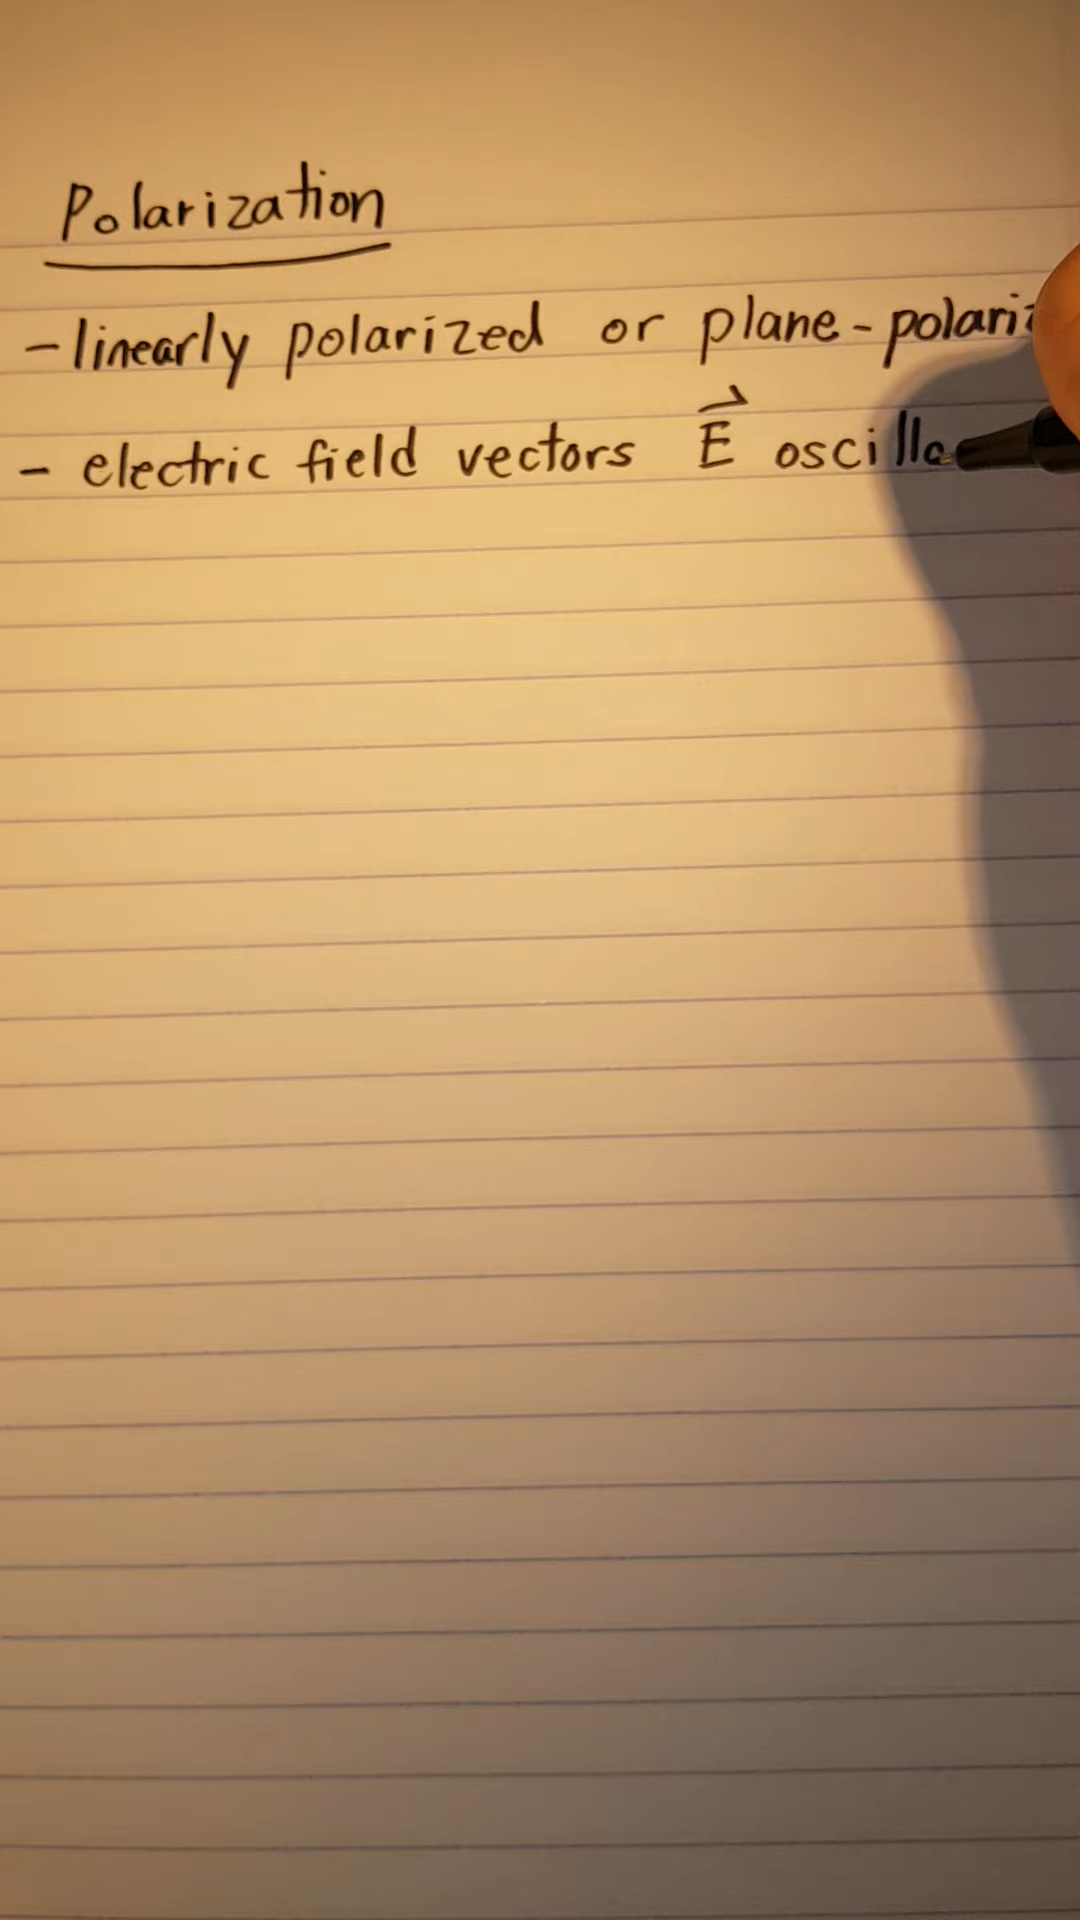 Polarization
- linearly polarized or plane-polari
- electric field vectors E⃗ oscilla